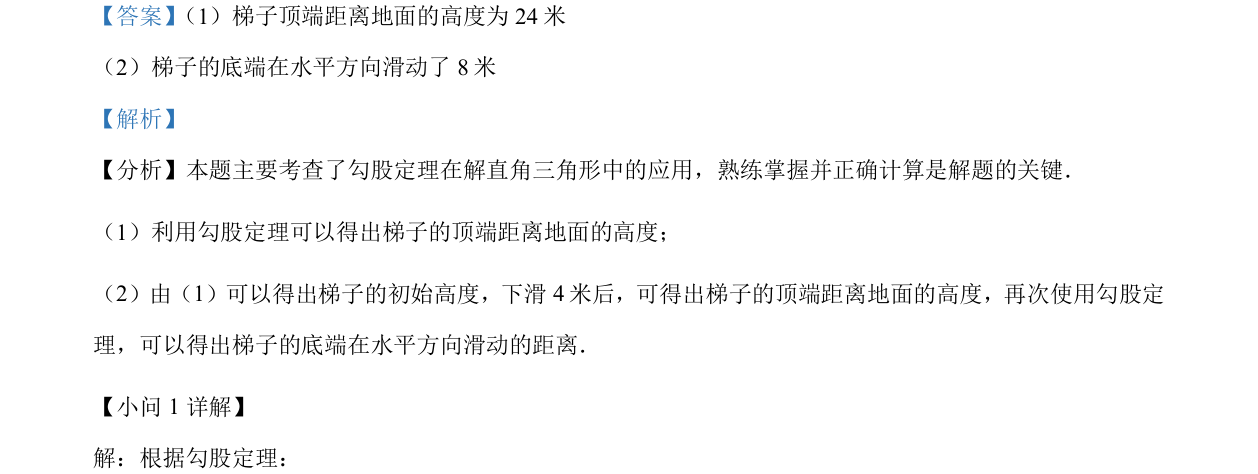 【答案】（1）梯子顶端距离地面的高度为 24 米
（2）梯子的底端在水平方向滑动了 8 米
【解析】
【分析】本题主要考查了勾股定理在解直角三角形中的应用，熟练掌握并正确计算是解题的关键．
（1）利用勾股定理可以得出梯子的顶端距离地面的高度；
（2）由（1）可以得出梯子的初始高度，下滑 4 米后，可得出梯子的顶端距离地面的高度，再次使用勾股定
理，可以得出梯子的底端在水平方向滑动的距离．
【小问 1 详解】
解：根据勾股定理：